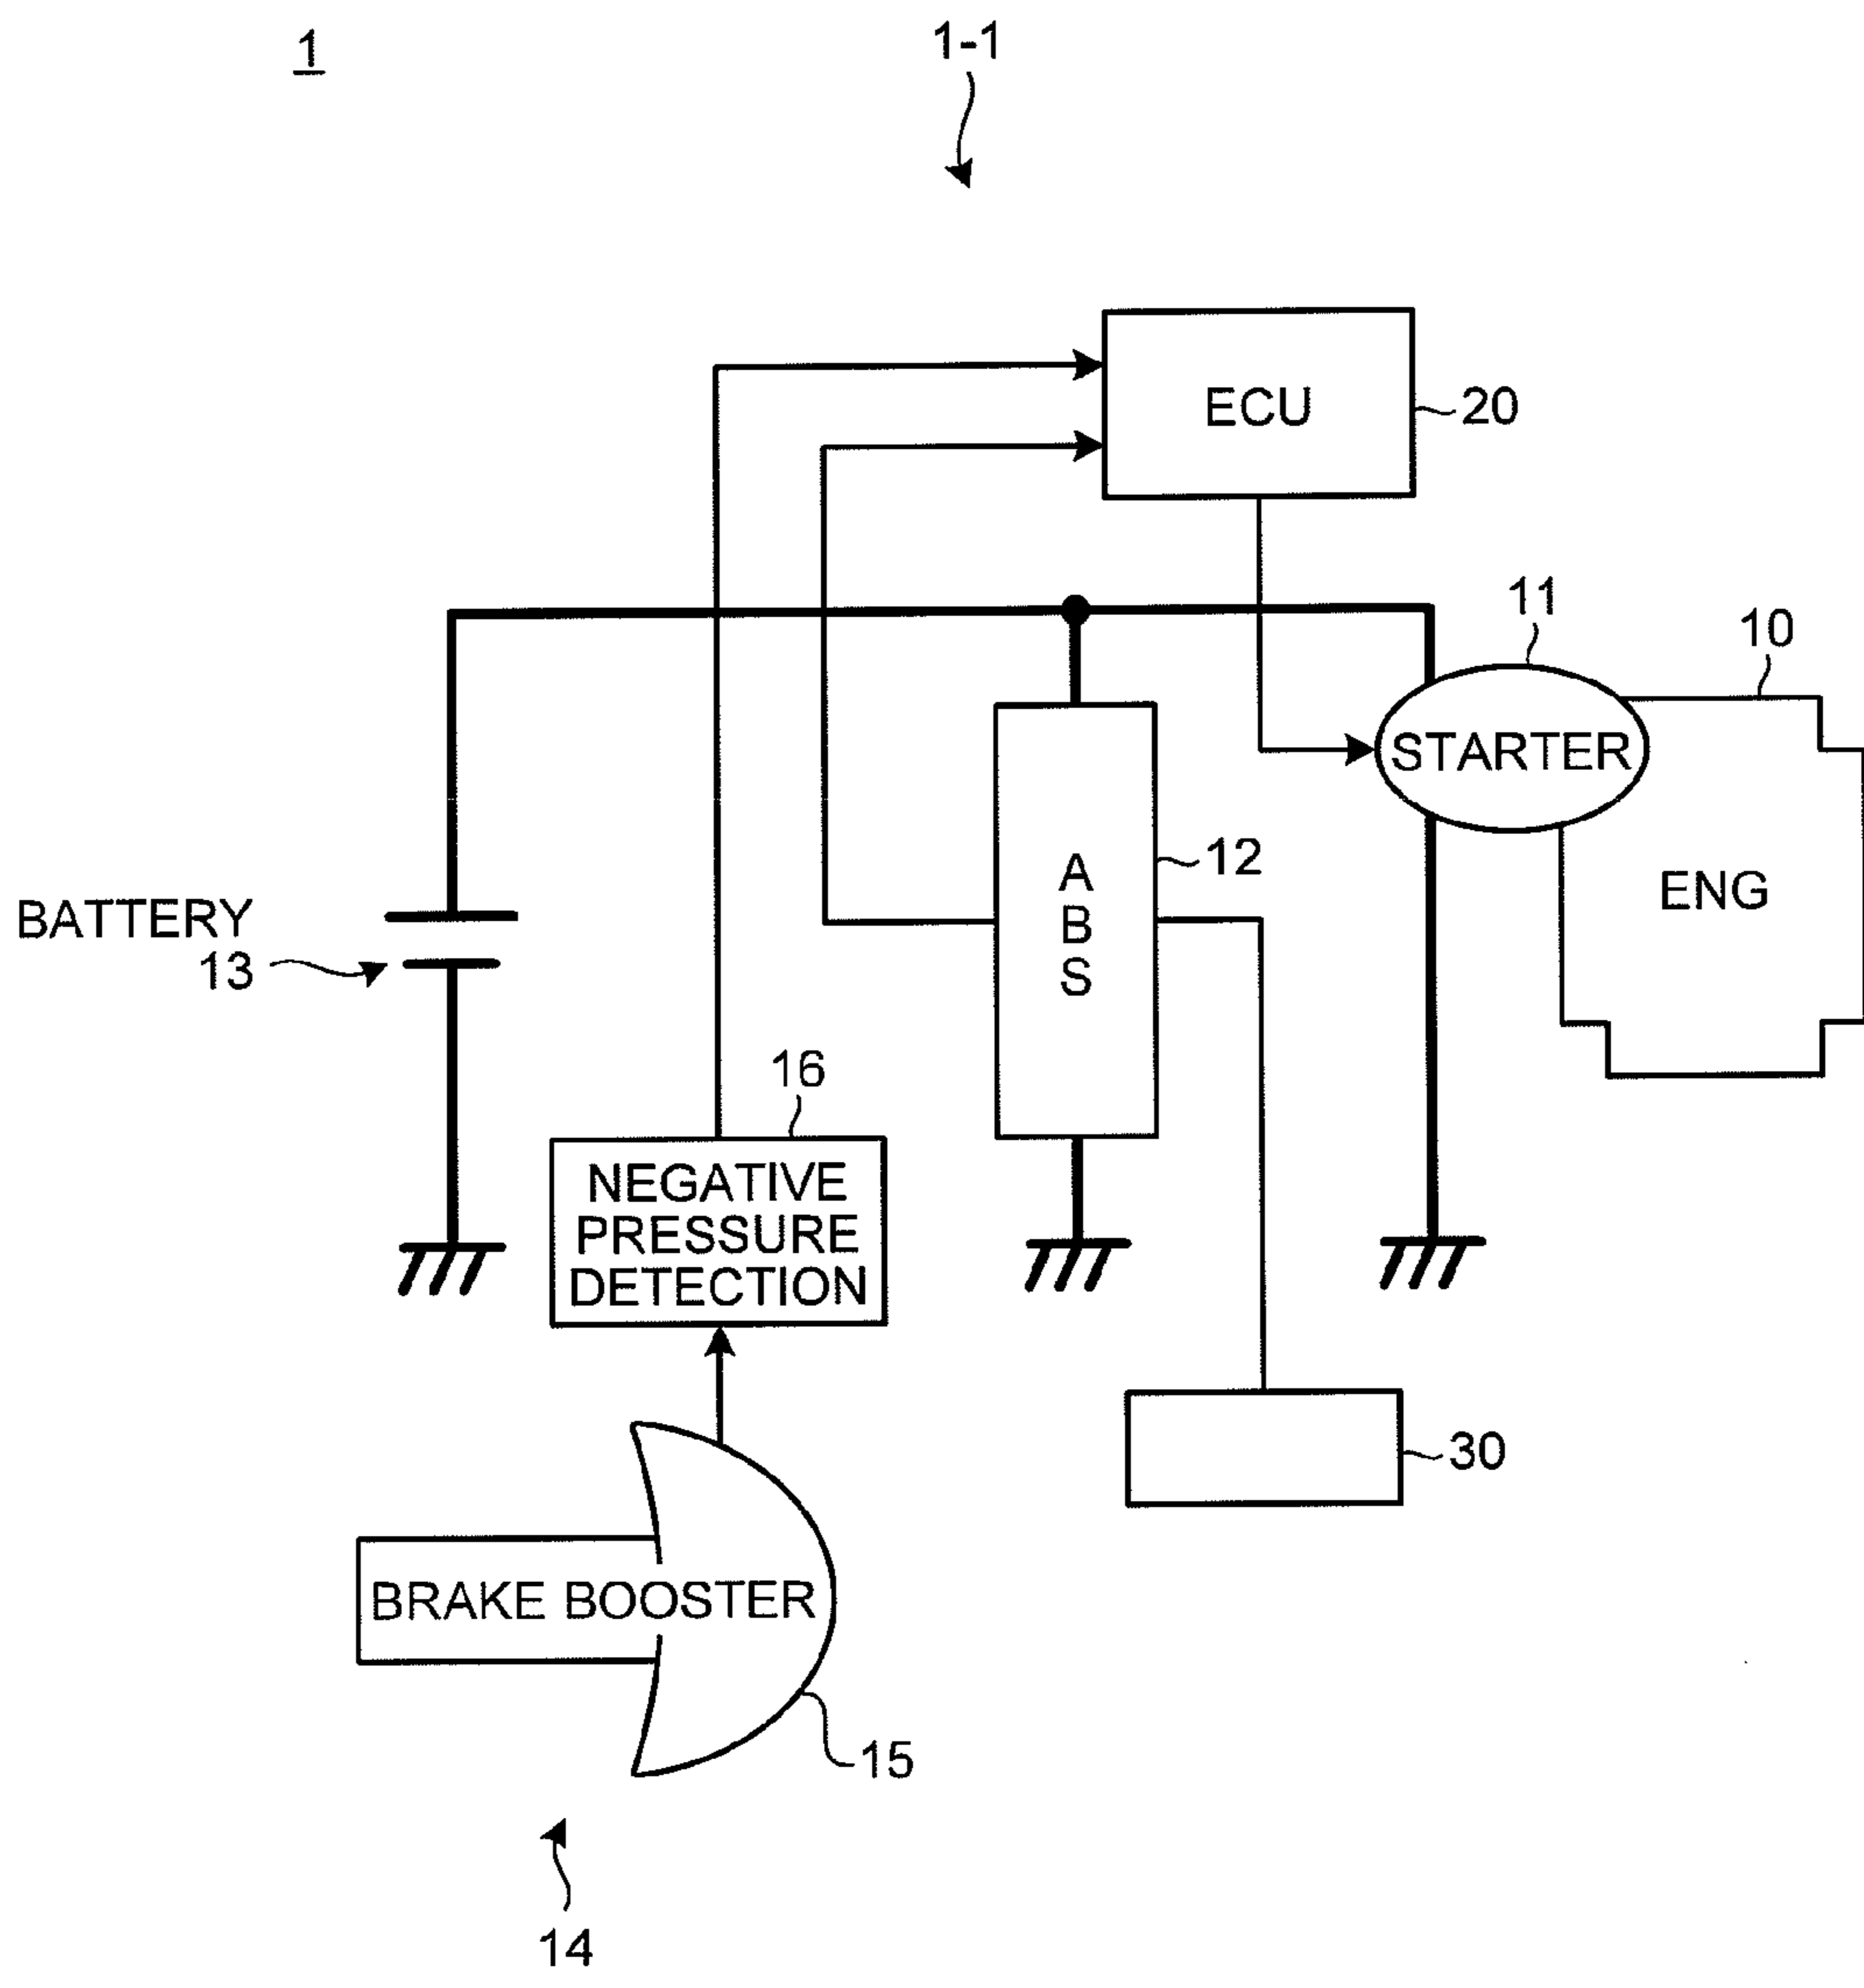 1
1-1
ECU
20
11
10
STARTER
12
A
B
S
ENG
BATTERY
13
16
NEGATIVE
PRESSURE
DETECTION
30
BRAKE BOOSTER
15
14